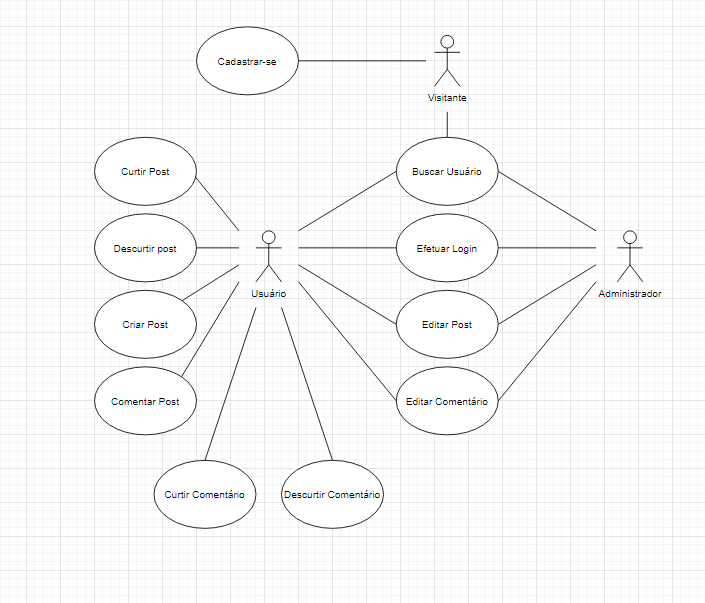 Cadastrar-se
Visitante
Curtir Post
Buscar Usuário
Descurtir post
Efetuar Login
Usuário
Administrador
Criar Post
Editar Post
Comentar Post
Editar Comentário
Curtir Comentário
Descurtir Comentário